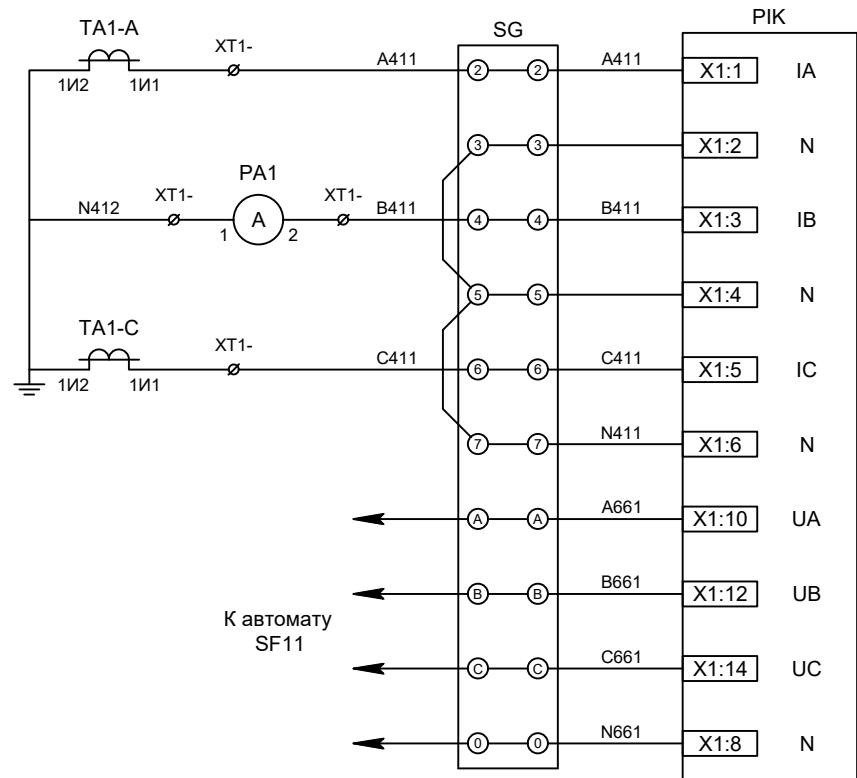 PIK
SG
TA1-A
XT1-
A411
2
2
A411
X1:1
IA
1И2
1И1
3
3
X1:2
N
PA1
XT1-
XT1-
N412
B411
A
1
2
4
4
B411
X1:3
IB
5
5
X1:4
N
TA1-C
XT1-
C411
6
6
C411
X1:5
IC
1И2
1И1
7
7
N411
X1:6
N
A
A
A661
X1:10
UA
B
B
B661
X1:12
UB
К автомату
SF11
C
C
C661
X1:14
UC
0
0
N661
X1:8
N